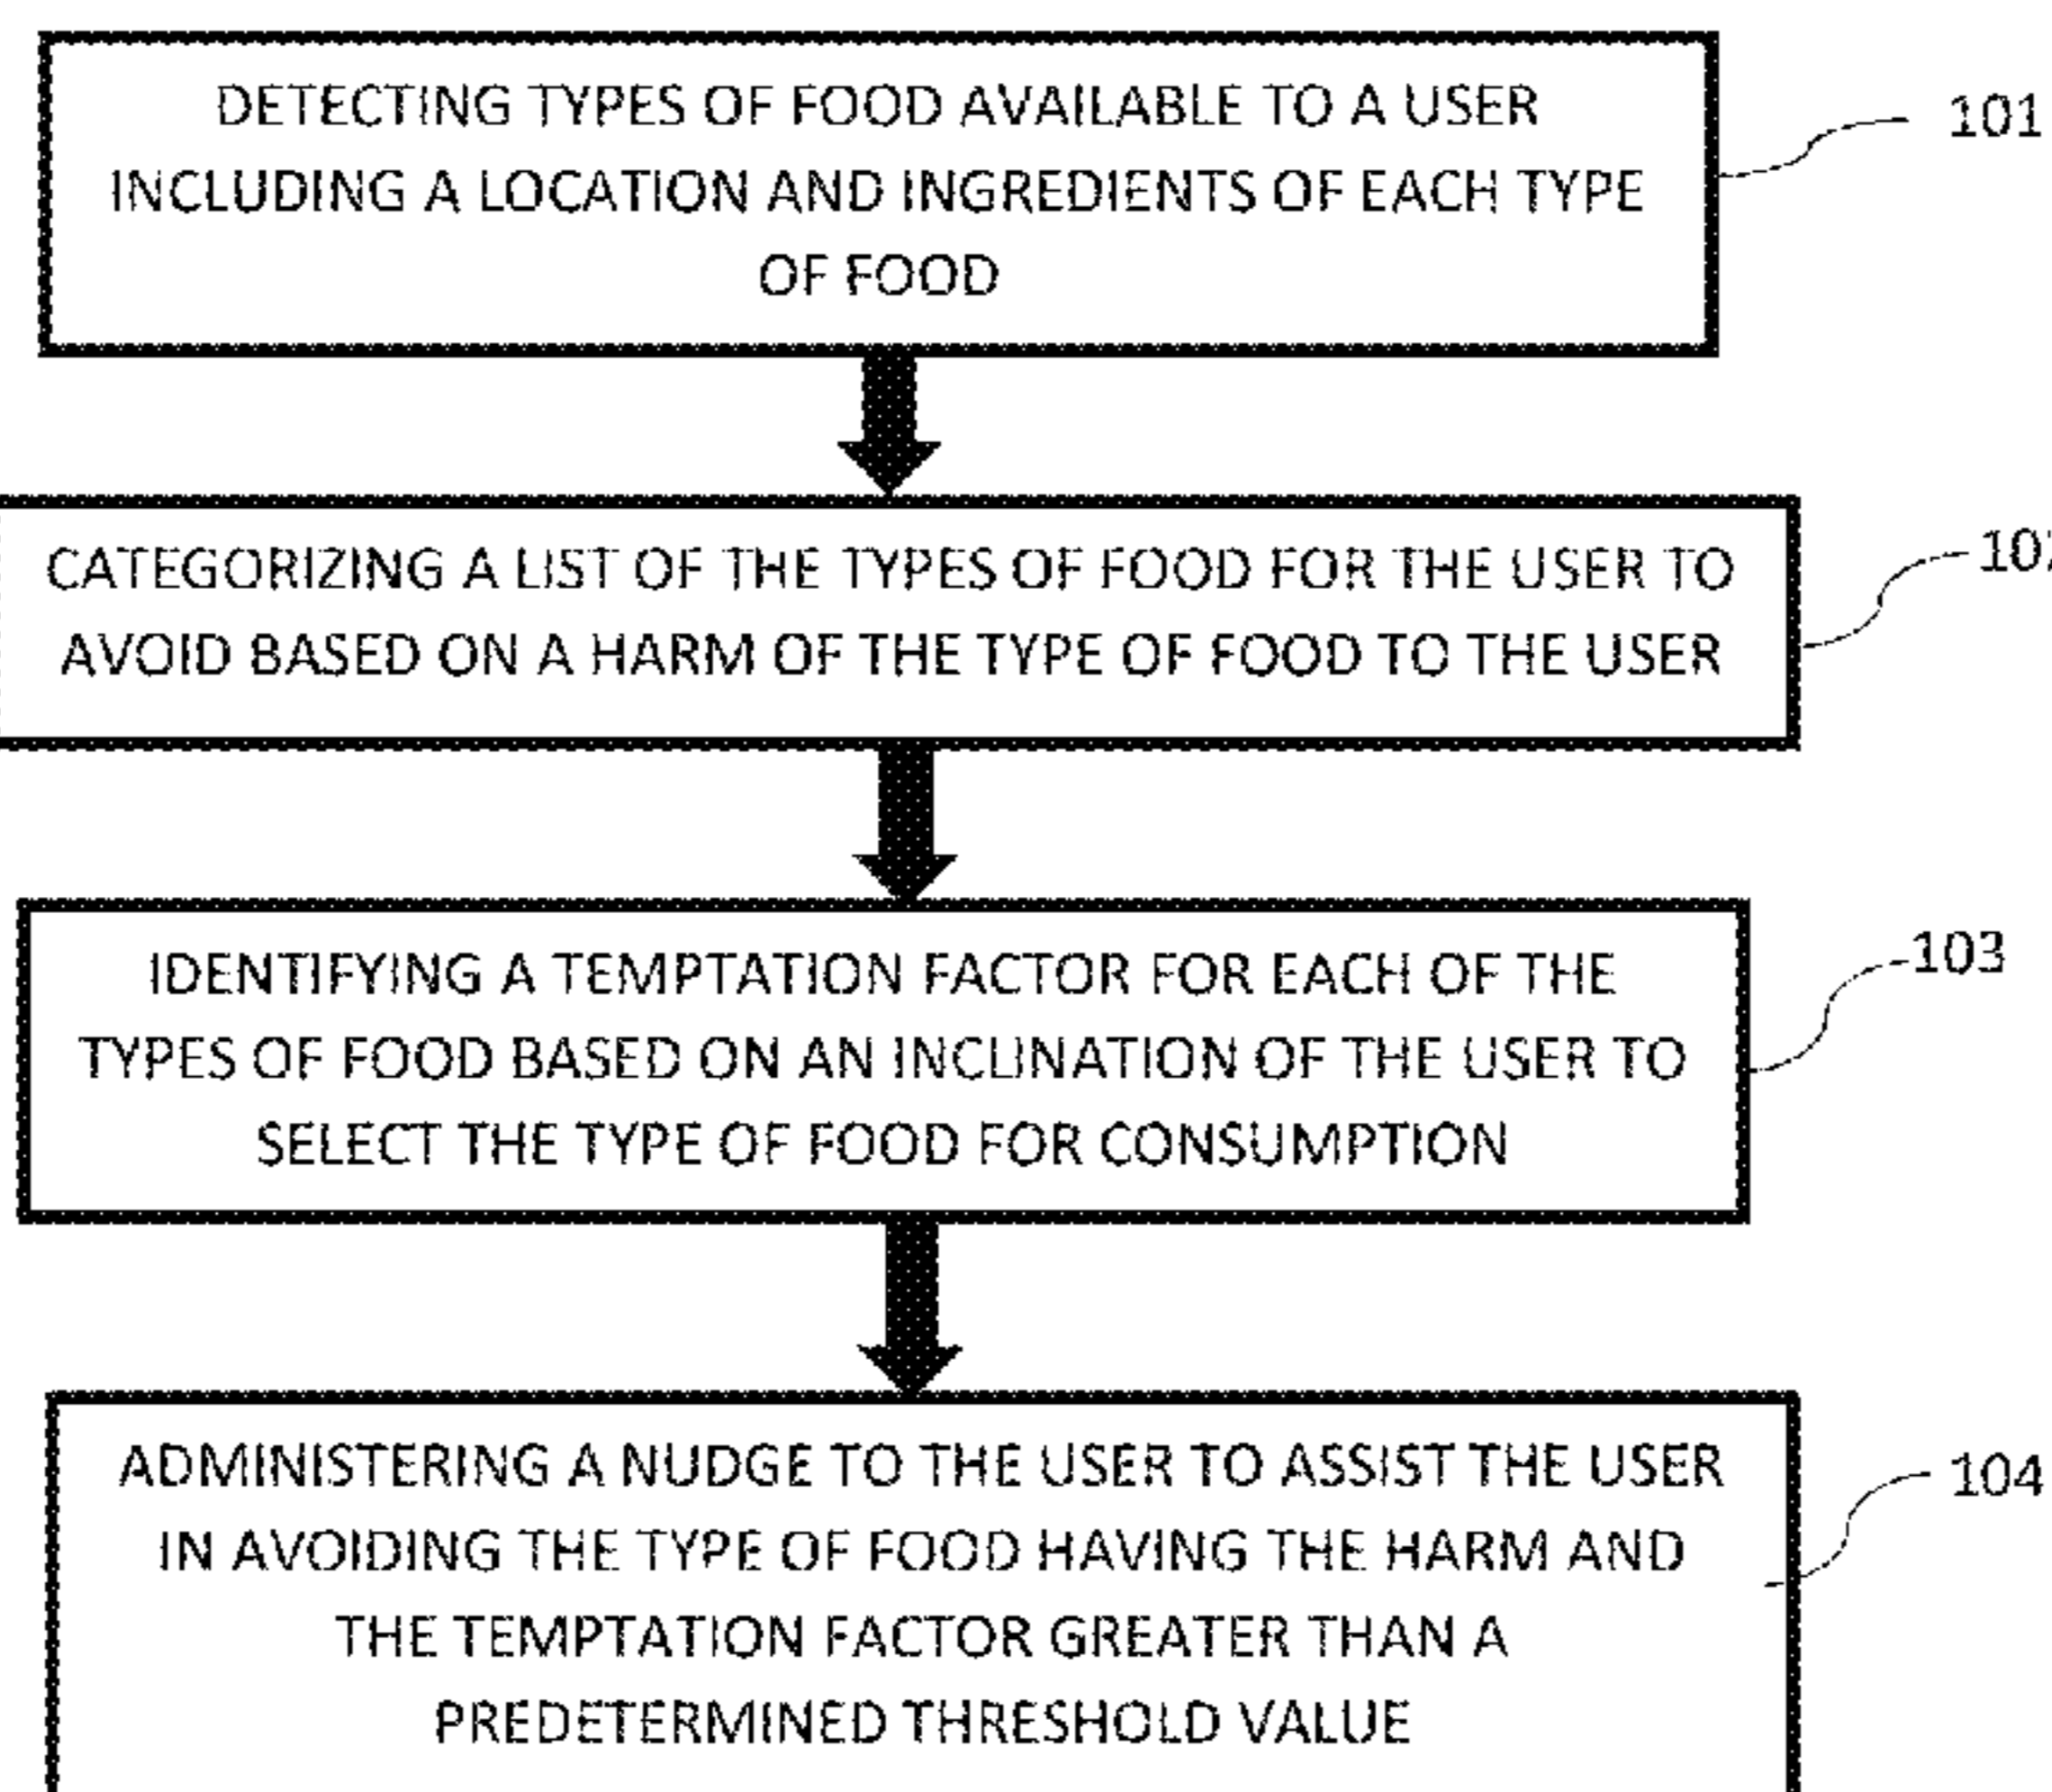 DETECTING TYPES OF FOOD AVAILABLE TO A USER
INCLUDING A LOCATION AND INGREDIENTS OF EACH TYPE
OF FOOD
101
CATEGORIZING A LIST OF THE TYPES OF FOOD FOR THE USER TO
AVOID BASED ON A HARM OF THE TYPE OF FOOD TO THE USER
IDENTIFYING A TEMPTATION FACTOR FOR EACH OF THE
TYPES OF FOOD BASED ON AN INCLINATION OF THE USER TO
SELECT THE TYPE OF FOOD FOR CONSUMPTION
103
ADMINISTERING A NUDGE TO THE USER TO ASSIST THE USER
IN AVOIDING THE TYPE OF FOOD HAVING THE HARM AND
THE TEMPTATION FACTOR GREATER THAN A
PREDETERMINED THRESHOLD VALUE
104